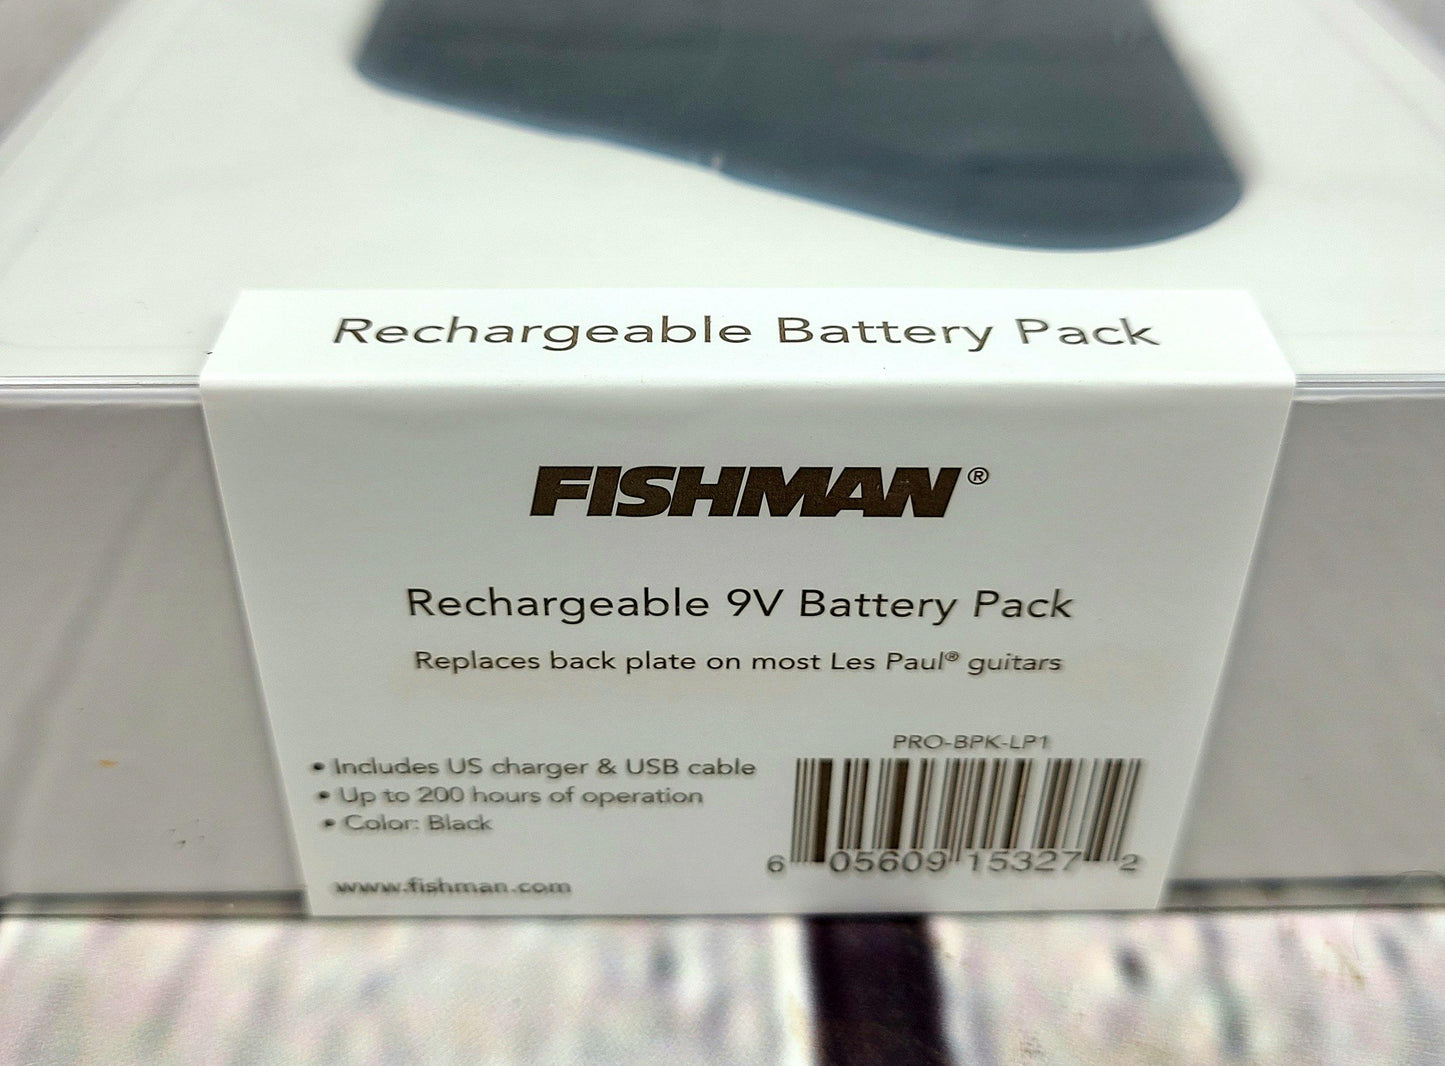 Rechargeable Battery Pack
FISHMAN®
Rechargeable 9V Battery Pack
Replaces back plate on most Les Paul® guitars
PRO-BPK-LP1
• Includes US charger & USB cable
• Up to 200 hours of operation
• Color: Black
6 05609 15327 2
www.fishman.com